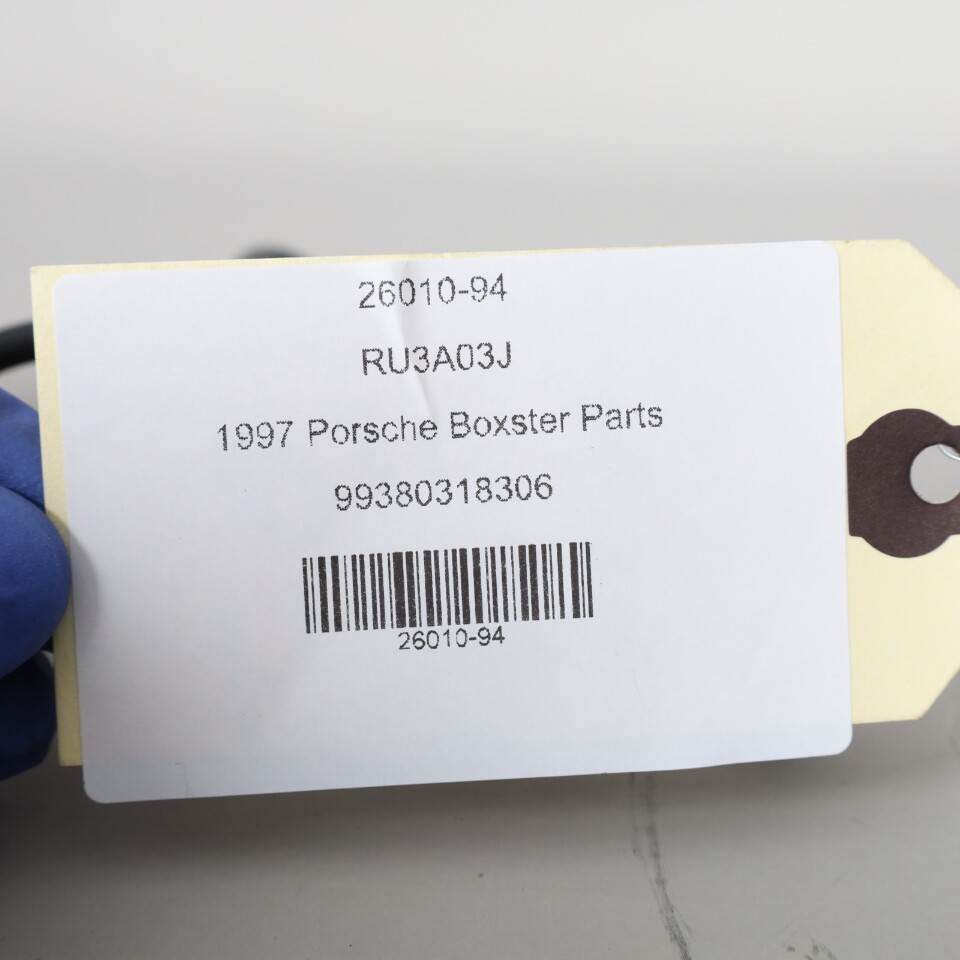 26010-94
RU3A03J
1997 Porsche Boxster Parts
99380318306
26010-94